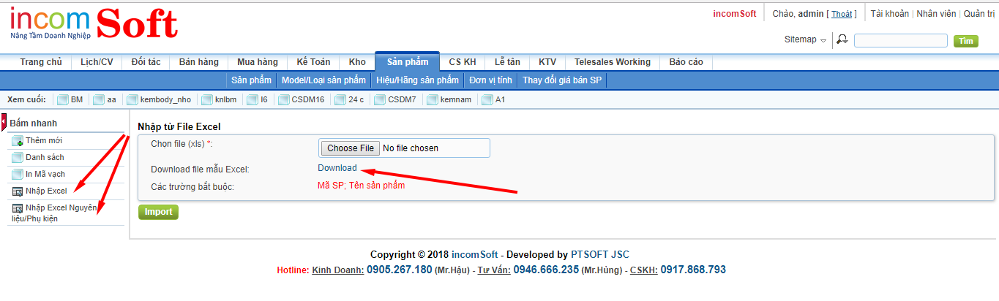 incom Soft
Nâng Tầm Doanh Nghiệp
incomSoft Chào, admin [ Thoát ] Tài khoản Nhân viên Quản trị
Sitemap Tìm
Trang chủ Lịch/CV Đối tác Bán hàng Mua hàng Kế Toán Kho Sản phẩm CS KH Lễ tân KTV Telesales Working Báo cáo
Sản phẩm Model/Loại sản phẩm Hiệu/Hãng sản phẩm Đơn vị tính Thay đổi giá bán SP
Xem cuối: BM aa kembody_nho knlbm I6 CSDM16 24 c CSDM7 kemnam A1
Bấm nhanh
Thêm mới
Danh sách
In Mã vạch
Nhập Excel
Nhập Excel Nguyên
liệu/Phụ kiện
Nhập từ File Excel
Chọn file (xls) *: Choose File No file chosen
Download file mẫu Excel: Download
Các trường bắt buộc: Mã SP; Tên sản phẩm
Import
Copyright © 2018 incomSoft - Developed by PTSOFT JSC
Hotline: Kinh Doanh: 0905.267.180 (Mr.Hậu) - Tư Vấn: 0946.666.235 (Mr.Hùng) - CSKH: 0917.868.793